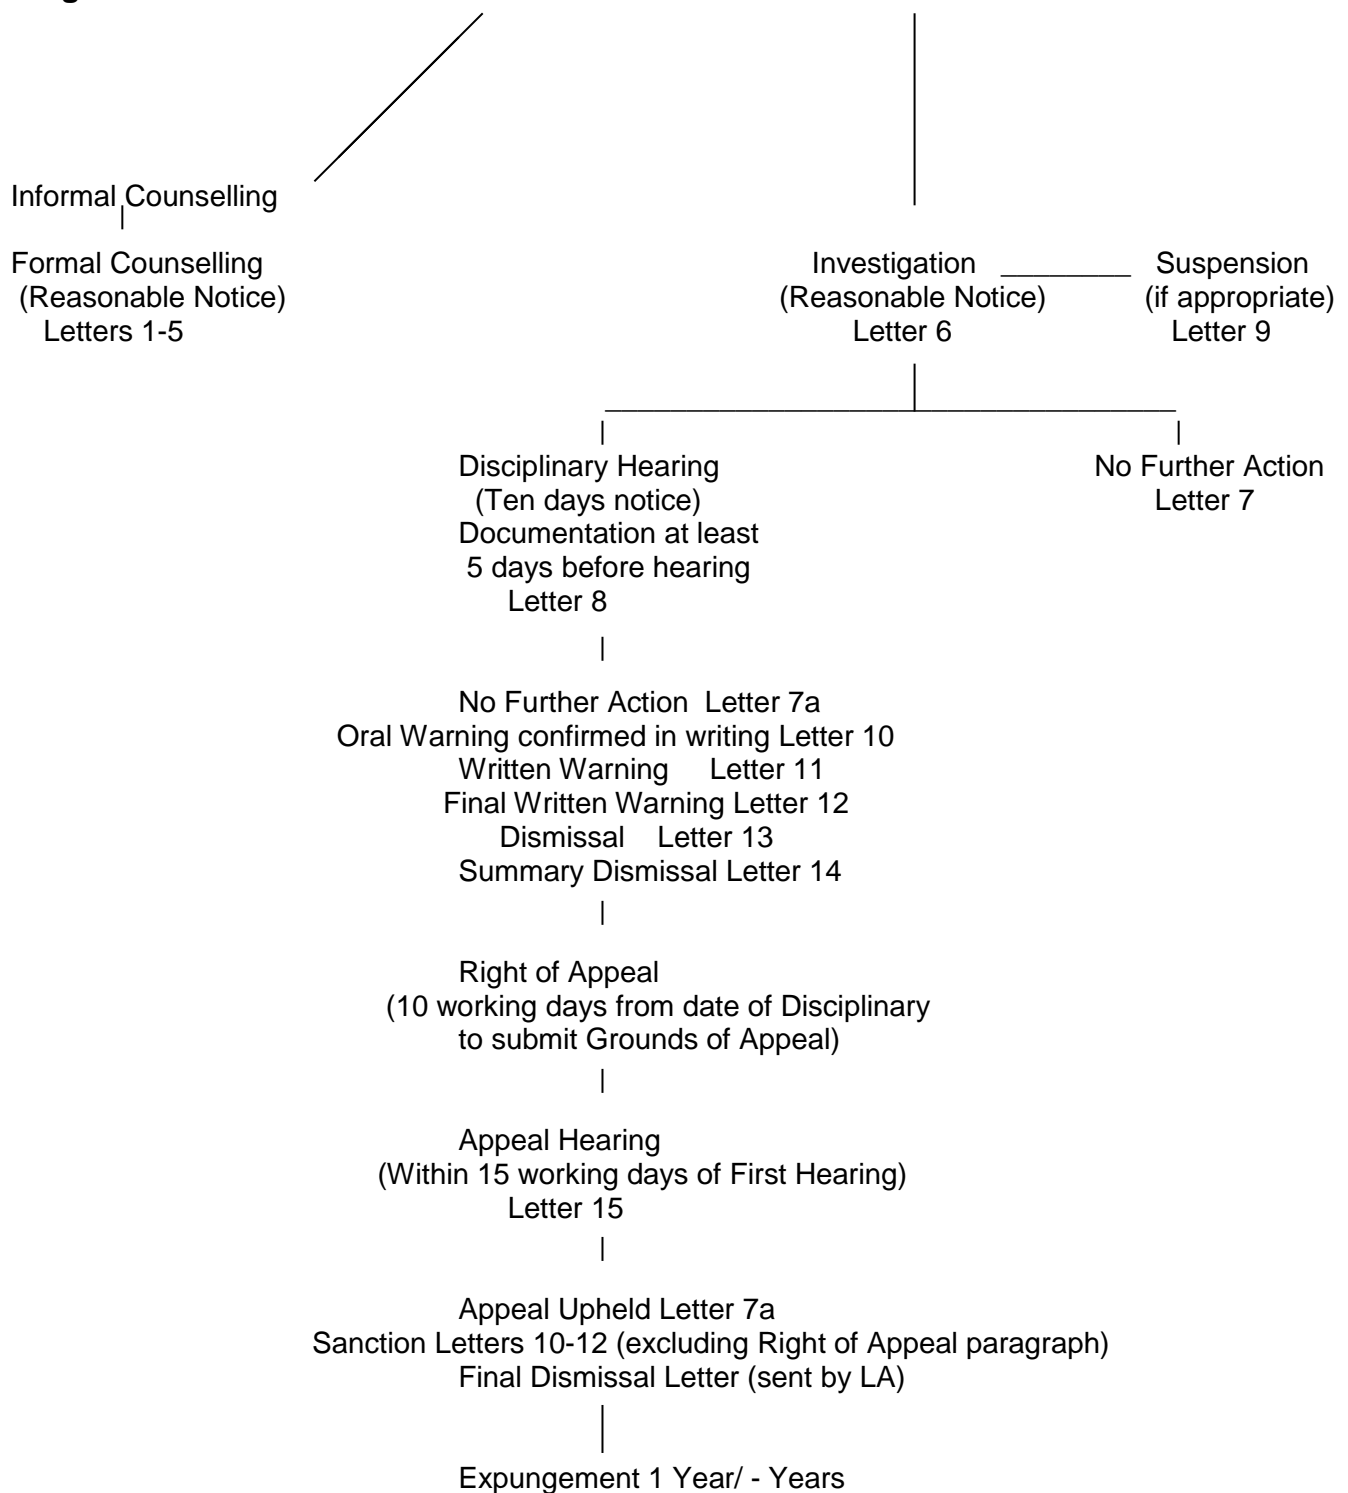 Informal Counselling
Formal Counselling
(Reasonable Notice)
Letters 1-5
Investigation ________ Suspension
(Reasonable Notice) (if appropriate)
Letter 6 Letter 9
Disciplinary Hearing No Further Action
(Ten days notice) Letter 7
Documentation at least
5 days before hearing
Letter 8
No Further Action Letter 7a
Oral Warning confirmed in writing Letter 10
Written Warning Letter 11
Final Written Warning Letter 12
Dismissal Letter 13
Summary Dismissal Letter 14
Right of Appeal
(10 working days from date of Disciplinary
to submit Grounds of Appeal)
Appeal Hearing
(Within 15 working days of First Hearing)
Letter 15
Appeal Upheld Letter 7a
Sanction Letters 10-12 (excluding Right of Appeal paragraph)
Final Dismissal Letter (sent by LA)
Expungement 1 Year/ - Years